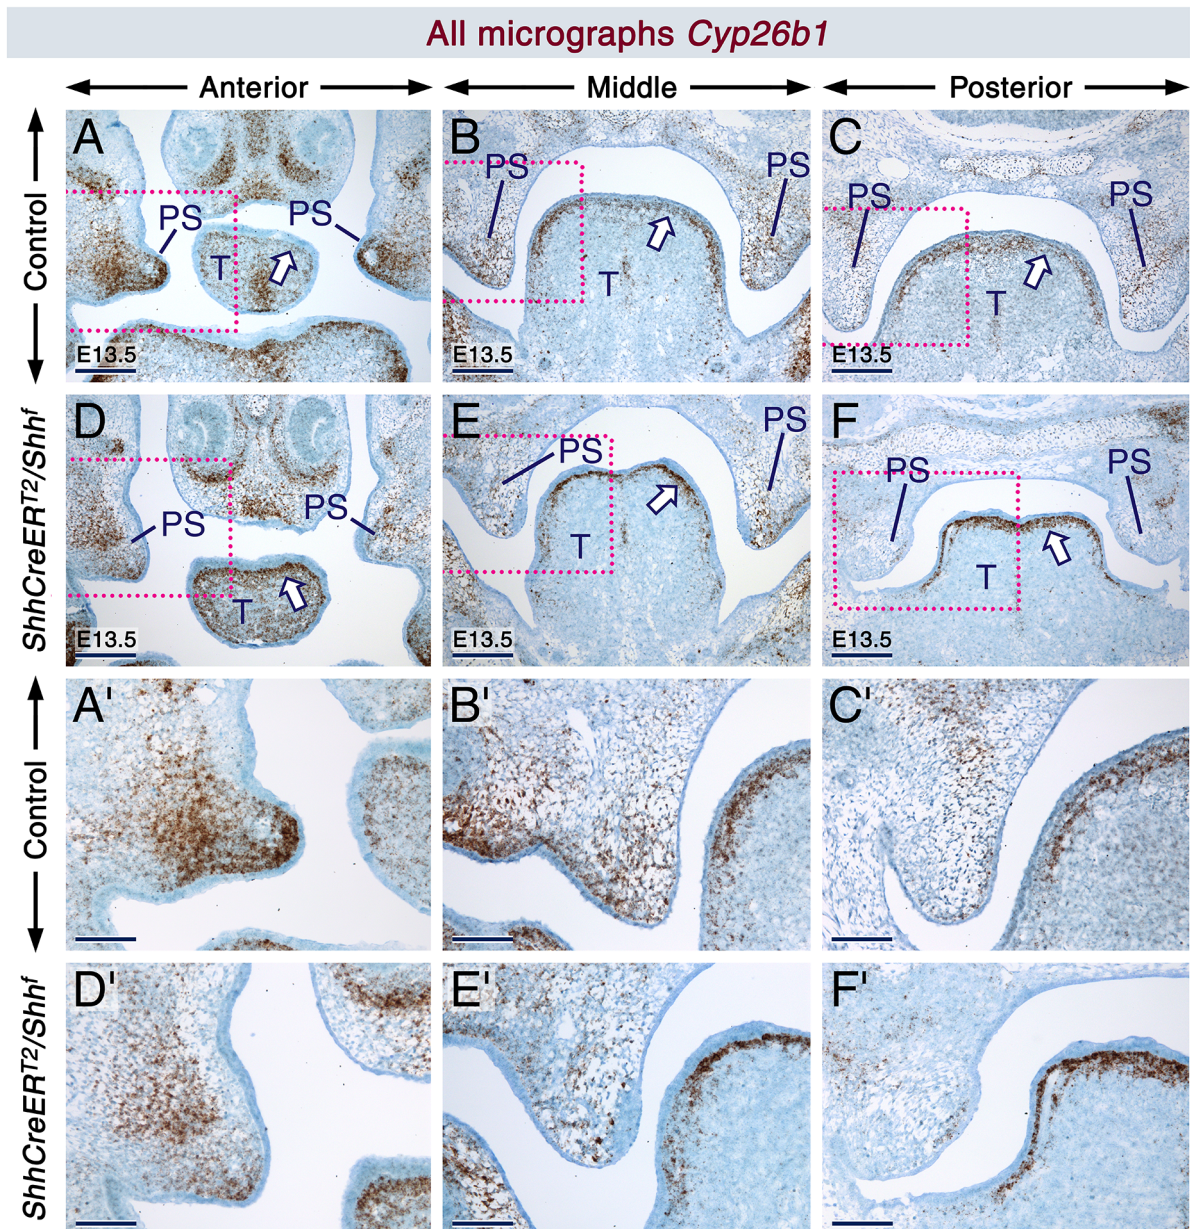 All micrographs Cyp26b1
Anterior Middle Posterior
Control
A
PS
PS
T
E13.5
B
PS
PS
T
E13.5
C
PS
PS
T
E13.5
ShhCreERT2/Shhf
D
PS
PS
T
E13.5
E
PS
PS
T
E13.5
F
PS
PS
T
E13.5
Control
A'
B'
C'
ShhCreERT2/Shhf
D'
E'
F'